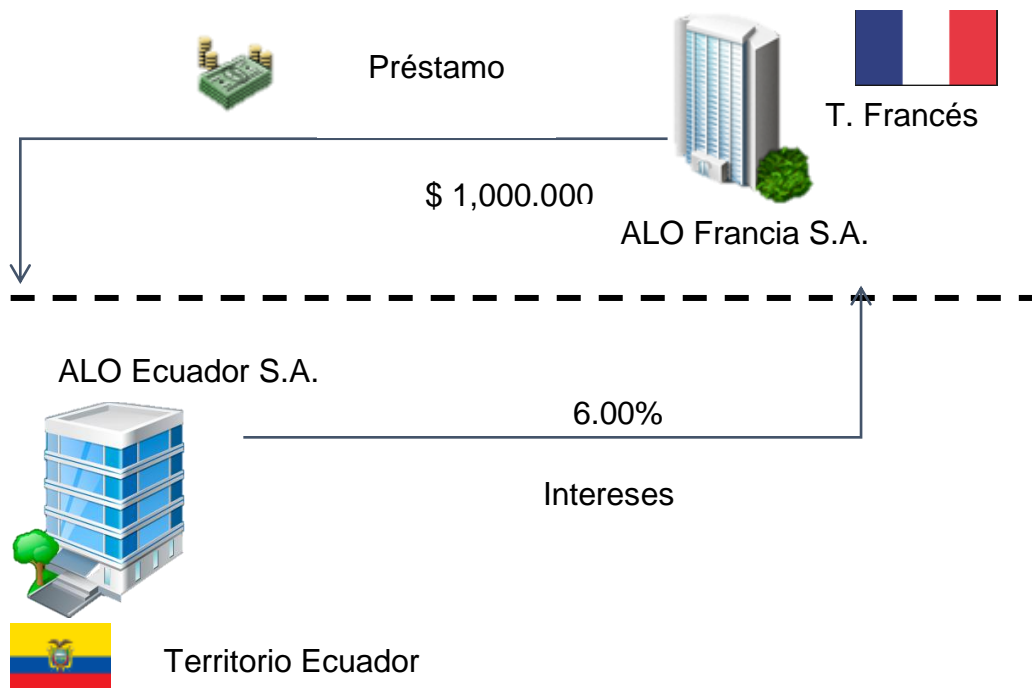 Préstamo
T. Francés
$ 1,000.000
ALO Francia S.A.
ALO Ecuador S.A.
6.00%
Intereses
Territorio Ecuador